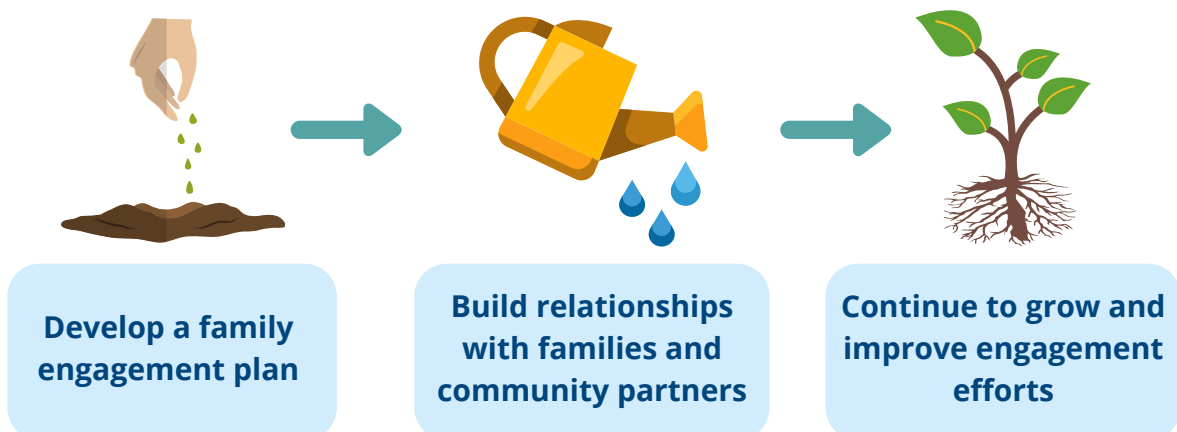 Develop a family
engagement plan
Build relationships
with families and
community partners
Continue to grow and
improve engagement
efforts